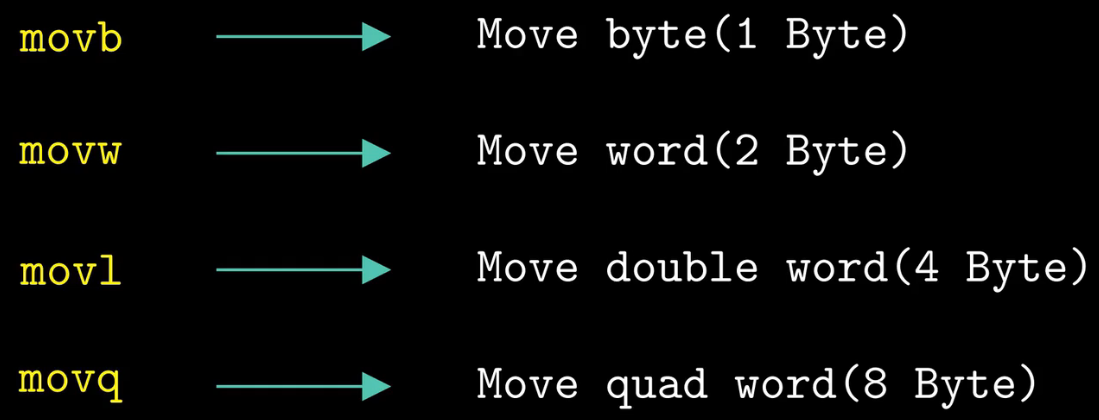 movb Move byte(1 Byte)
movw Move word(2 Byte)
movl Move double word(4 Byte)
movq Move quad word(8 Byte)